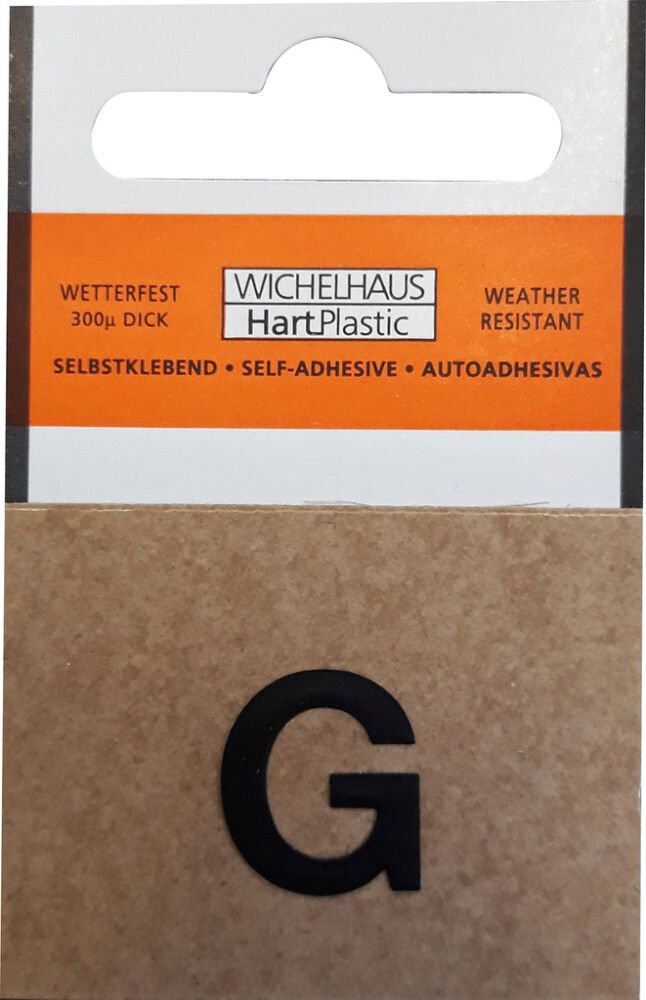 WETTERFEST
300µ DICK
WICHELHAUS
HartPlastic
WEATHER
RESISTANT
SELBSTKLEBEND • SELF-ADHESIVE • AUTOADHESIVAS
G